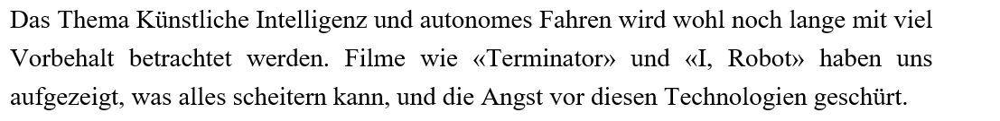 Das Thema Künstliche Intelligenz und autonomes Fahren wird wohl noch lange mit viel
Vorbehalt betrachtet werden. Filme wie «Terminator» und «I, Robot» haben uns
aufgezeigt, was alles scheitern kann, und die Angst vor diesen Technologien geschürt.